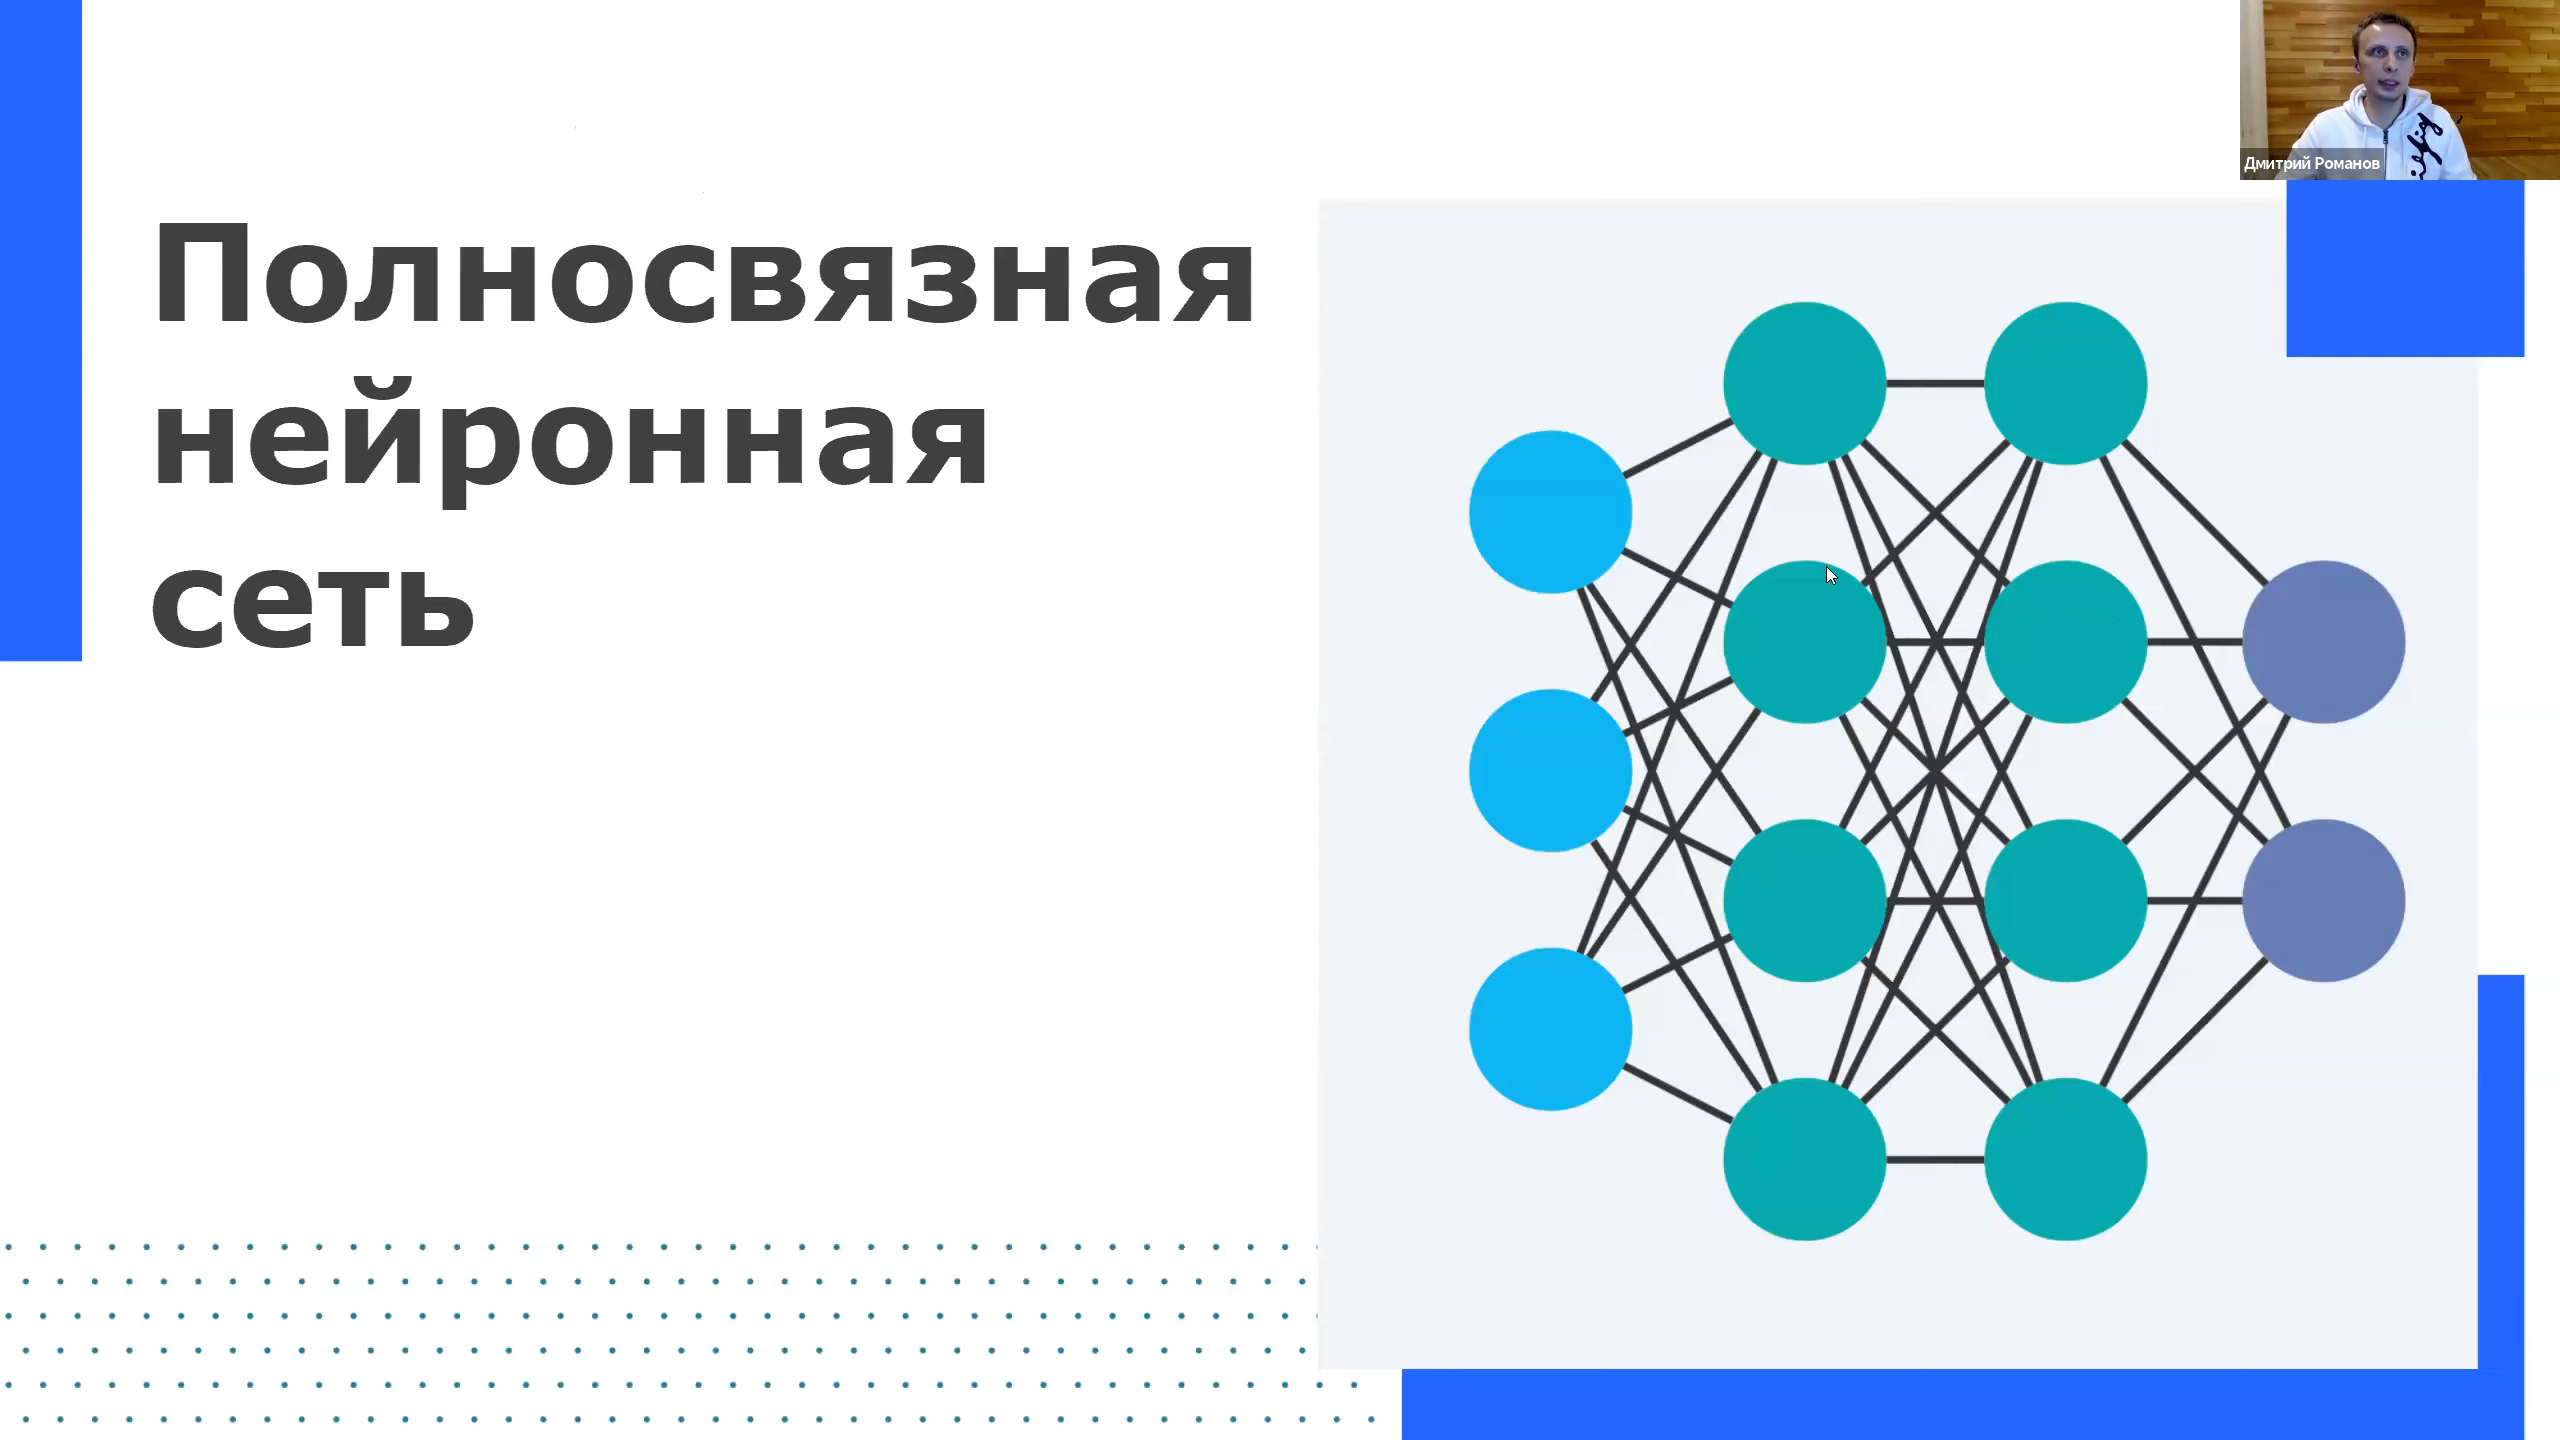 Дмитрий Романов
Полносвязная
нейронная
сеть